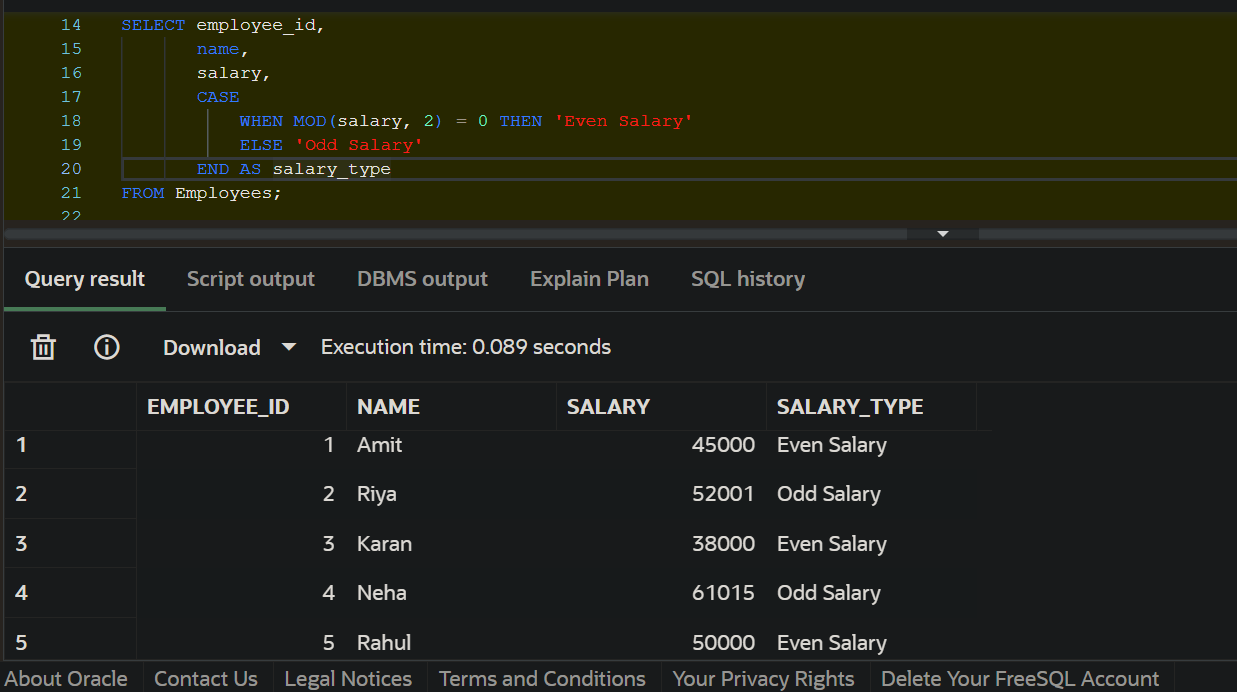 14 SELECT employee_id,
15 name,
16 salary,
17 CASE
18 WHEN MOD(salary, 2) = 0 THEN 'Even Salary'
19 ELSE 'Odd Salary'
20 END AS salary_type
21 FROM Employees;
22
Query result Script output DBMS output Explain Plan SQL history
Download Execution time: 0.089 seconds
EMPLOYEE_ID NAME SALARY SALARY_TYPE
1 1 Amit 45000 Even Salary
2 2 Riya 52001 Odd Salary
3 3 Karan 38000 Even Salary
4 4 Neha 61015 Odd Salary
5 5 Rahul 50000 Even Salary
About Oracle Contact Us Legal Notices Terms and Conditions Your Privacy Rights Delete Your FreeSQL Account